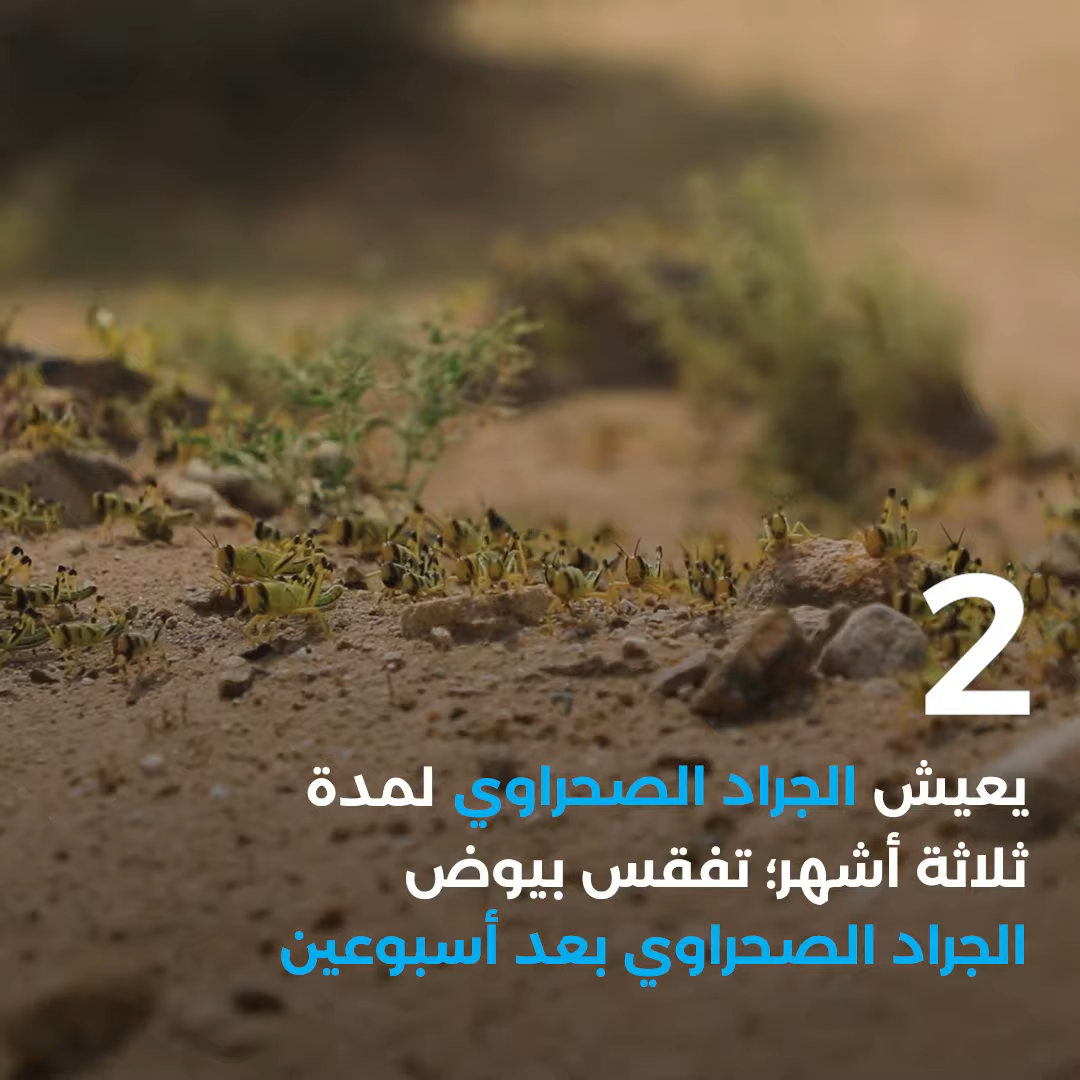 2
يعيش الجراد الصحراوي لمدة
ثلاثة أشهر؛ تفقس بيوض
الجراد الصحراوي بعد أسبوعين